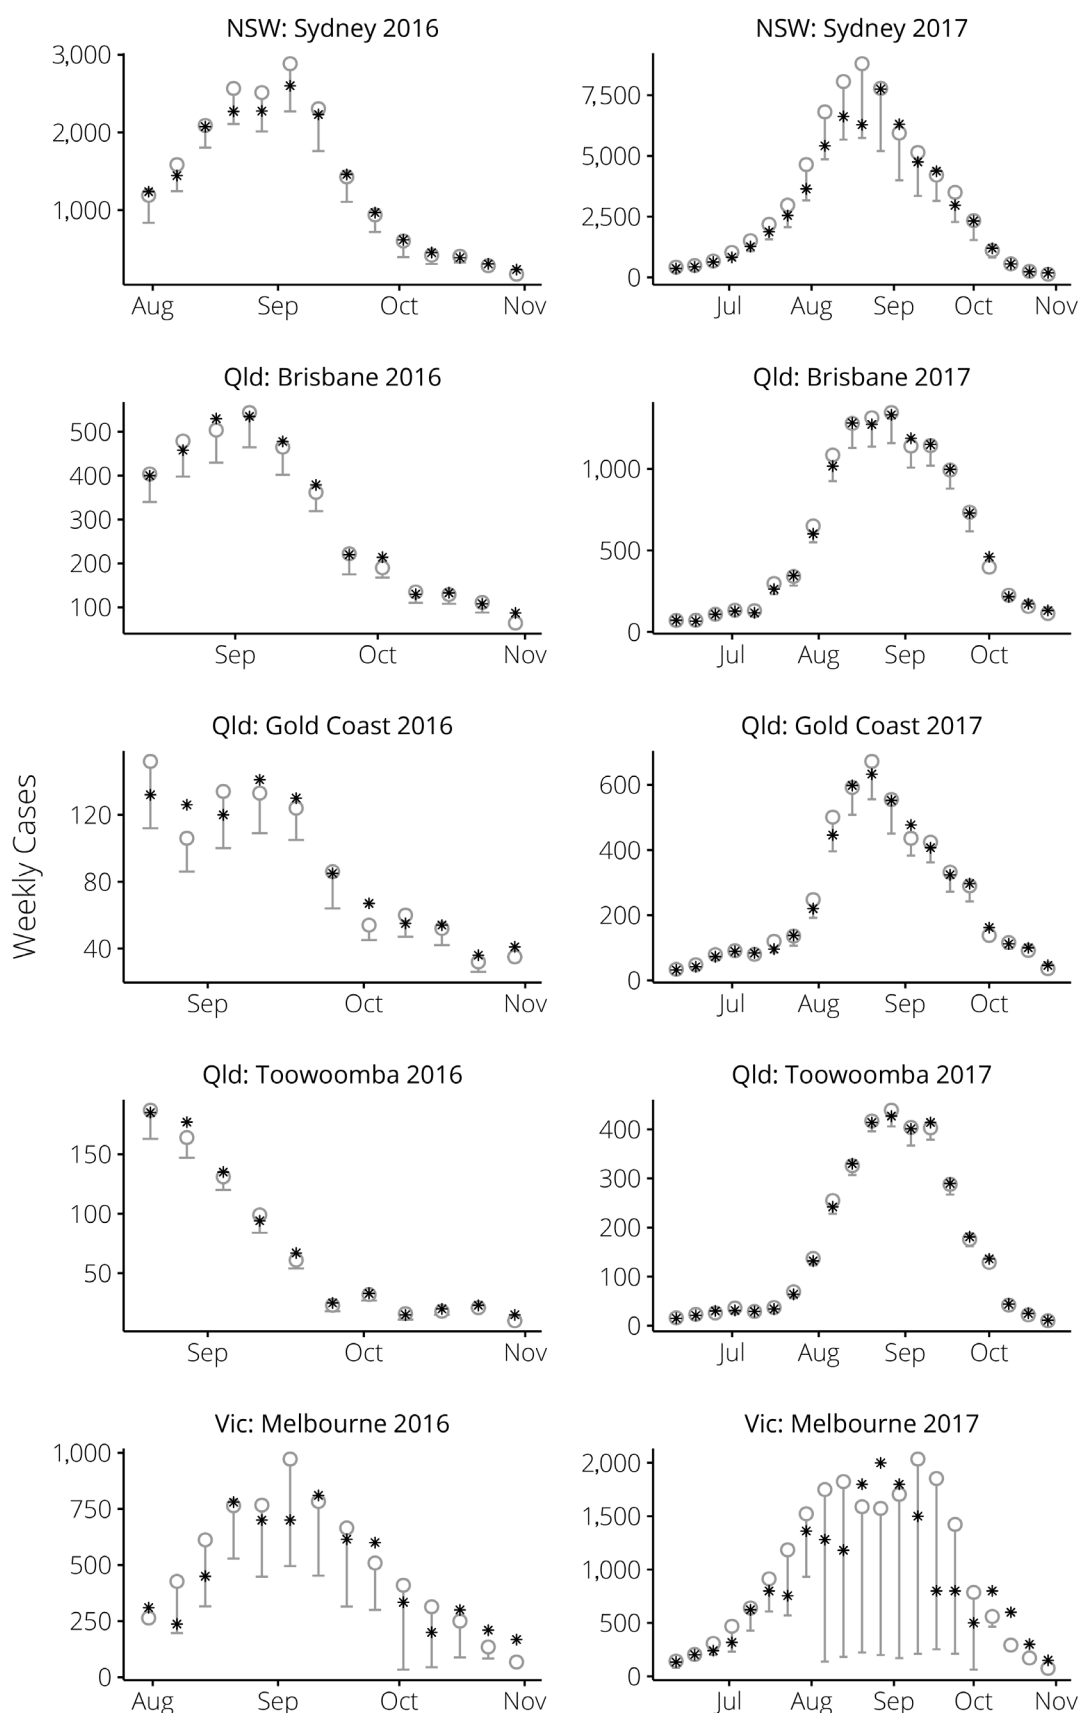 NSW: Sydney 2016
3,000
2,000
1,000
Aug Sep Oct Nov
NSW: Sydney 2017
7,500
5,000
2,500
0
Jul Aug Sep Oct Nov
Qld: Brisbane 2016
500
400
300
200
100
Sep Oct Nov
Qld: Brisbane 2017
1,000
500
0
Jul Aug Sep Oct
Weekly Cases
Qld: Gold Coast 2016
120
80
40
Sep Oct Nov
Qld: Gold Coast 2017
600
400
200
0
Jul Aug Sep Oct
Qld: Toowoomba 2016
150
100
50
Sep Oct Nov
Qld: Toowoomba 2017
400
300
200
100
0
Jul Aug Sep Oct
Vic: Melbourne 2016
1,000
750
500
250
0
Aug Sep Oct Nov
Vic: Melbourne 2017
2,000
1,500
1,000
500
0
Jul Aug Sep Oct Nov